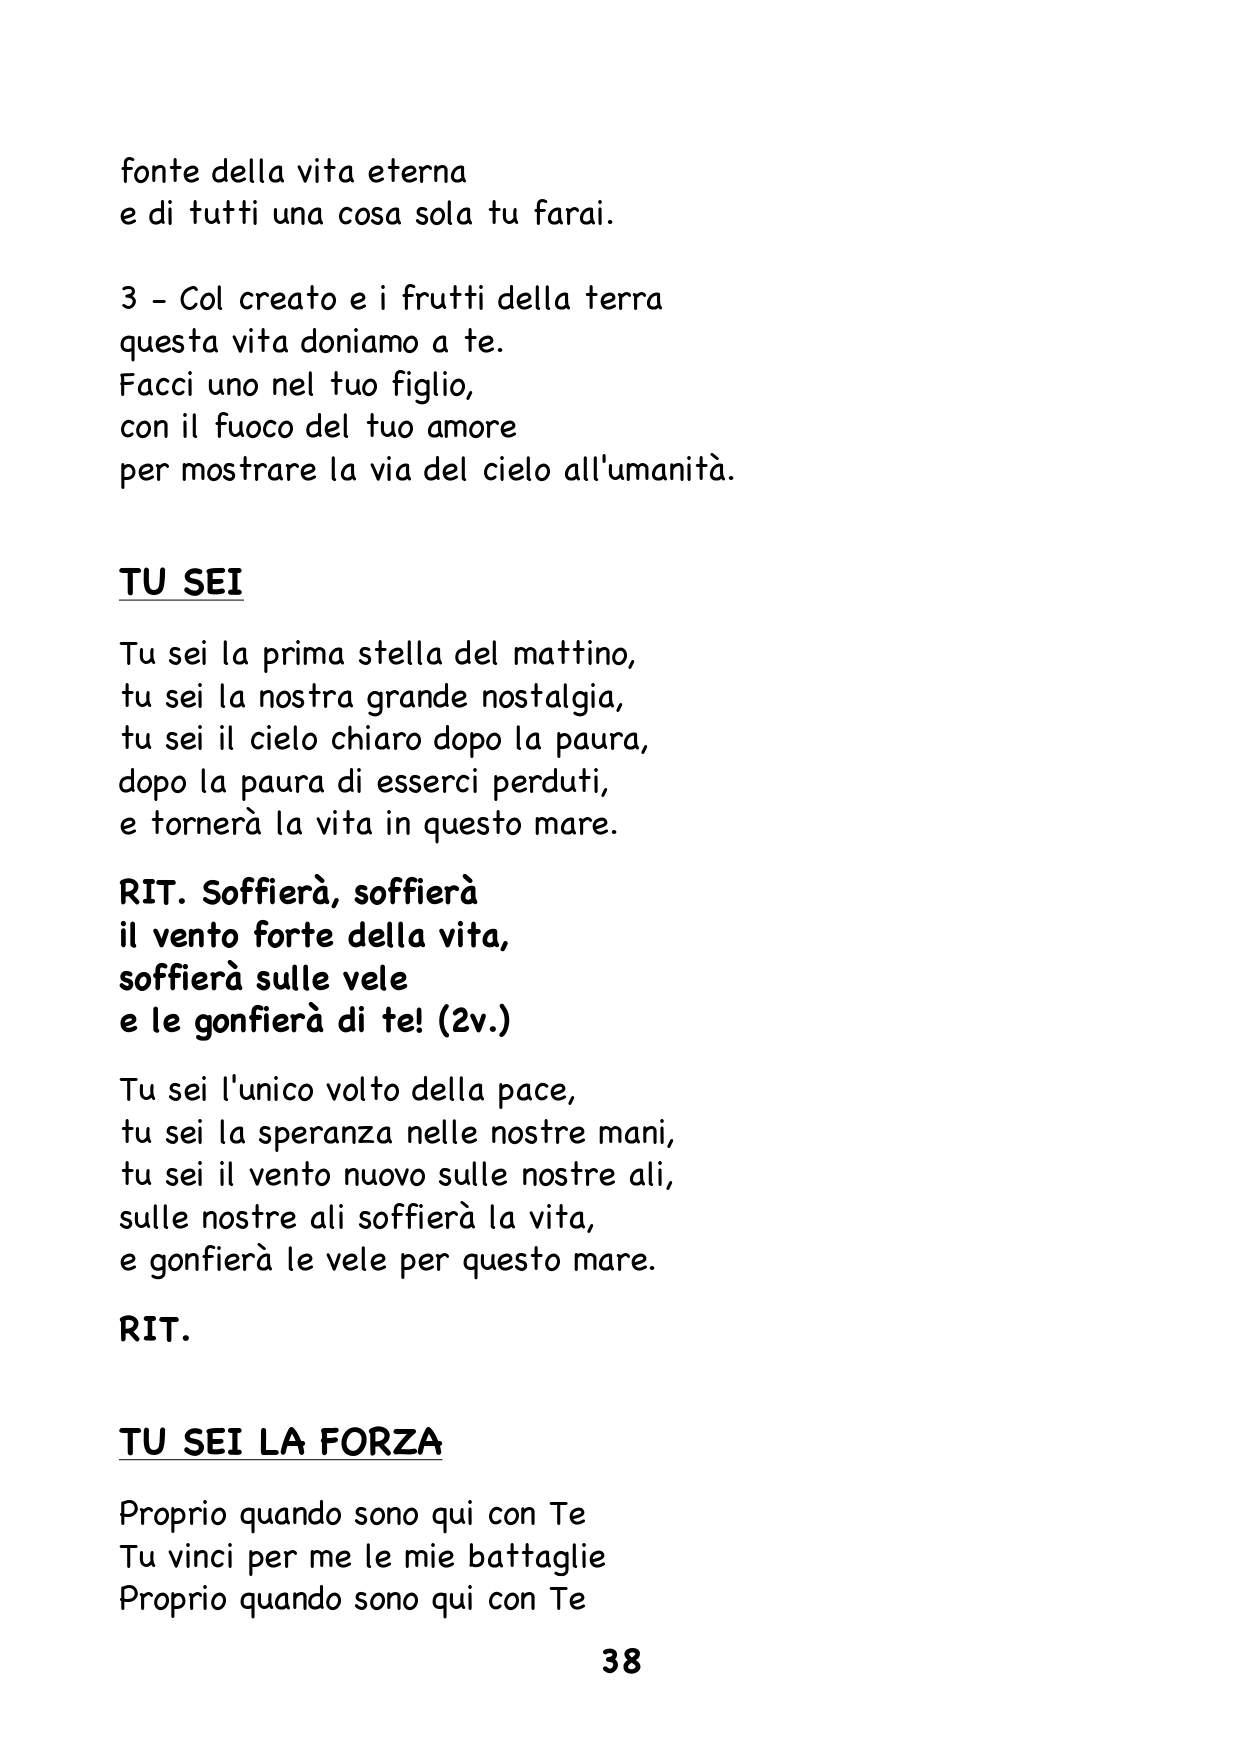 fonte della vita eterna
e di tutti una cosa sola tu farai.
3 - Col creato e i frutti della terra
questa vita doniamo a te.
Facci uno nel tuo figlio,
con il fuoco del tuo amore
per mostrare la via del cielo all'umanità.
TU SEI
Tu sei la prima stella del mattino,
tu sei la nostra grande nostalgia,
tu sei il cielo chiaro dopo la paura,
dopo la paura di esserci perduti,
e tornerà la vita in questo mare.
RIT. Soffierà, soffierà
il vento forte della vita,
soffierà sulle vele
e le gonfierà di te! (2v.)
Tu sei l'unico volto della pace,
tu sei la speranza nelle nostre mani,
tu sei il vento nuovo sulle nostre ali,
sulle nostre ali soffierà la vita,
e gonfierà le vele per questo mare.
RIT.
TU SEI LA FORZA
Proprio quando sono qui con Te
Tu vinci per me le mie battaglie
Proprio quando sono qui con Te
38